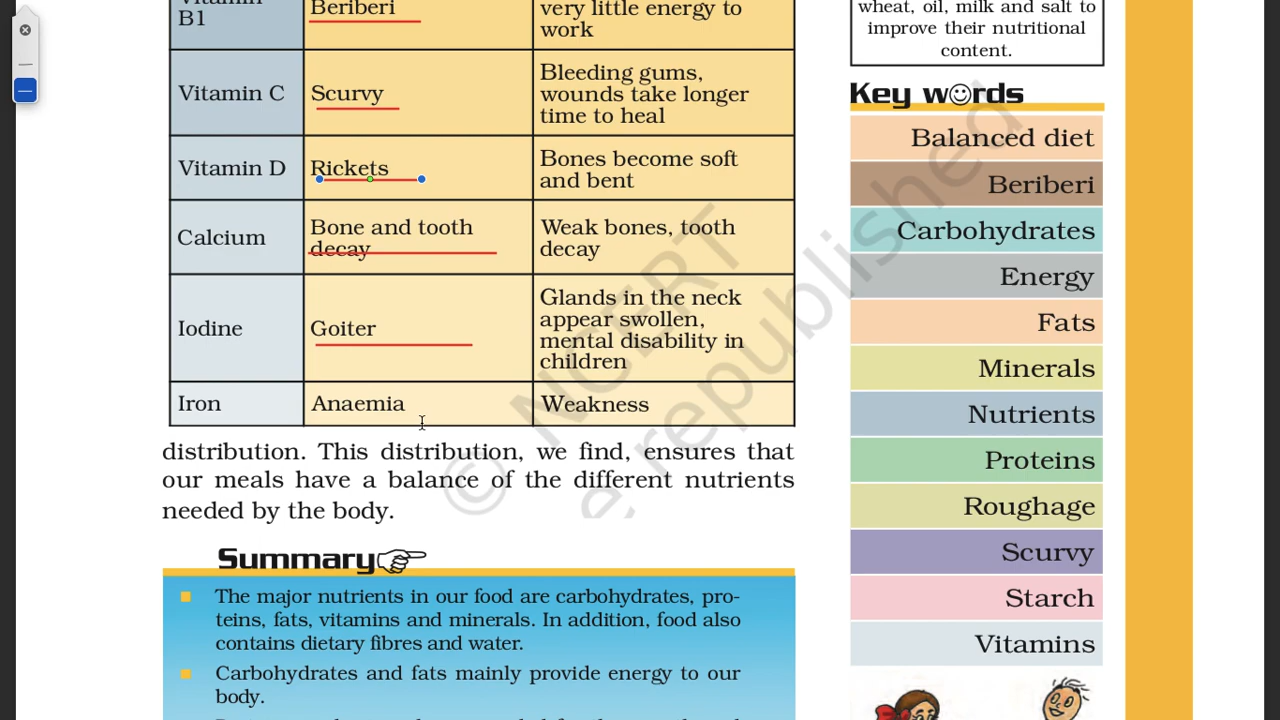 Vitamin
B1
Beriberi
very little energy to
work
Vitamin C
Scurvy
Bleeding gums,
wounds take longer
time to heal
Vitamin D
Rickets
Bones become soft
and bent
Calcium
Bone and tooth
decay
Weak bones, tooth
decay
Iodine
Goiter
Glands in the neck
appear swollen,
mental disability in
children
Iron
Anaemia
Weakness
distribution. This distribution, we find, ensures that
our meals have a balance of the different nutrients
needed by the body.
Summary
The major nutrients in our food are carbohydrates, pro-
teins, fats, vitamins and minerals. In addition, food also
contains dietary fibres and water.
Carbohydrates and fats mainly provide energy to our
body.
wheat, oil, milk and salt to
improve their nutritional
content.
Key words
Balanced diet
Beriberi
Carbohydrates
Energy
Fats
Minerals
Nutrients
Proteins
Roughage
Scurvy
Starch
Vitamins
© NCERT
republished